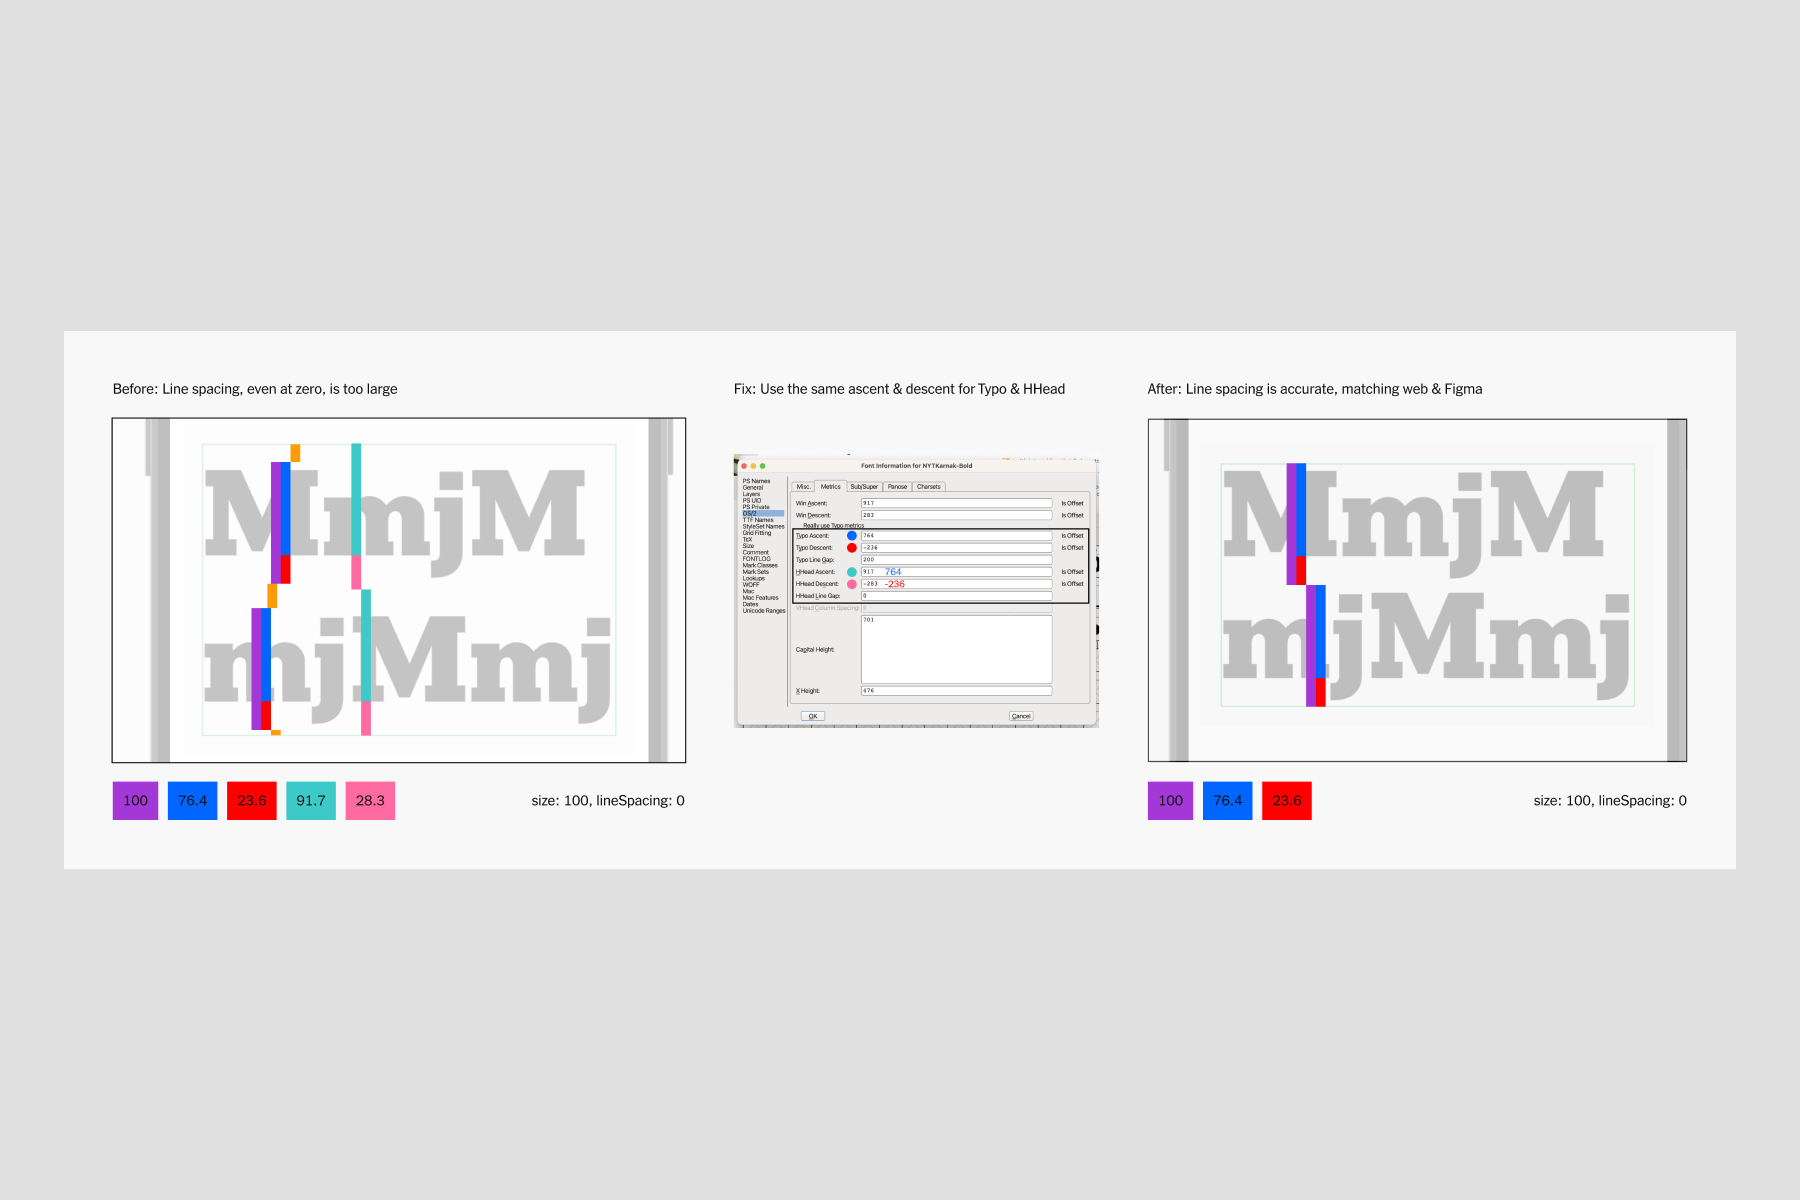 Before: Line spacing, even at zero, is too large
MmjM
mjMmj
100 76.4 23.6 91.7 28.3
size: 100, lineSpacing: 0
Fix: Use the same ascent & descent for Typo & HHead
Font Information for NYTKarnak-Bold
PS Names
General
Layers
PS UID
PS Private
OS/2
TTF Names
StyleSet Names
Grid Fitting
TeX
Size
Comment
FONTLOG
Mark Classes
Mark Sets
Lookups
WOFF
Mac
Mac Features
Dates
Unicode Ranges
Misc. Metrics Sub/Super Panose Charsets
Win Ascent: 917 Is Offset
Win Descent: 283 Is Offset
Really use Typo metrics
Typo Ascent: 764 Is Offset
Typo Descent: -236 Is Offset
Typo Line Gap: 200
HHead Ascent: 917 764 Is Offset
HHead Descent: -283 -236 Is Offset
HHead Line Gap: 0
VHead Column Spacing: 0
701
Capital Height:
X Height: 476
OK Cancel
After: Line spacing is accurate, matching web & Figma
MmjM
mjMmj
100 76.4 23.6
size: 100, lineSpacing: 0